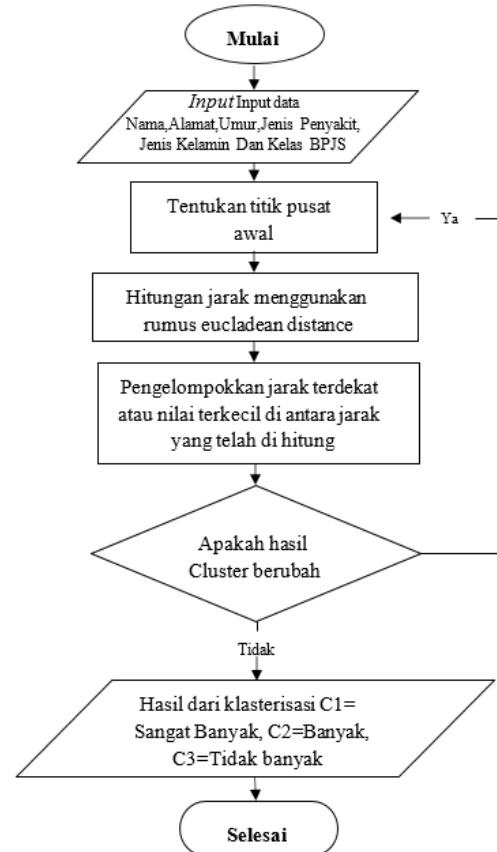 Mulai
Input Input data
Nama,Alamat,Umur,Jenis Penyakit,
Jenis Kelamin Dan Kelas BPJS
Tentukan titik pusat
awal
Ya
Hitungan jarak menggunakan
rumus eucladean distance
Pengelompokkan jarak terdekat
atau nilai terkecil di antara jarak
yang telah di hitung
Apakah hasil
Cluster berubah
Tidak
Hasil dari klasterisasi C1=
Sangat Banyak, C2=Banyak,
C3=Tidak banyak
Selesai